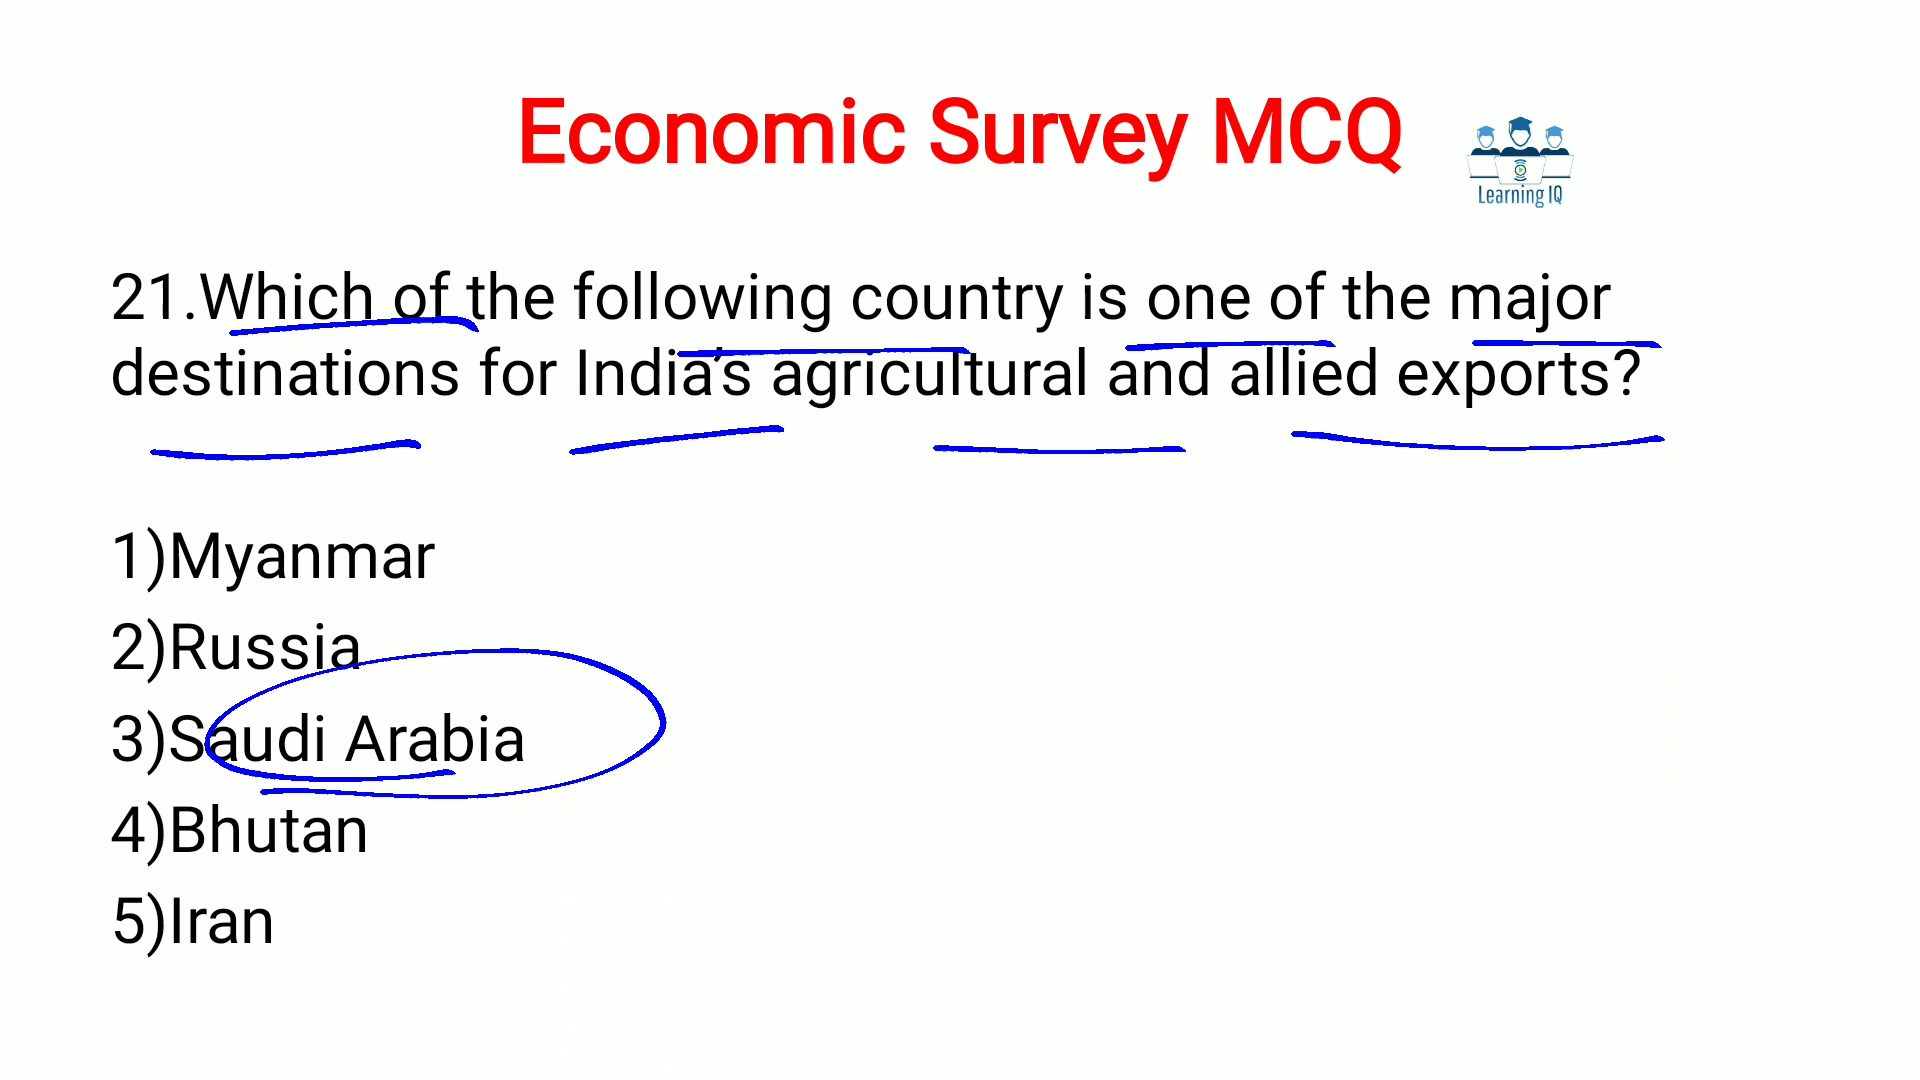 Economic Survey MCQ
Learning IQ
21.Which of the following country is one of the major
destinations for India's agricultural and allied exports?
1)Myanmar
2)Russia
3)Saudi Arabia
4)Bhutan
5)Iran